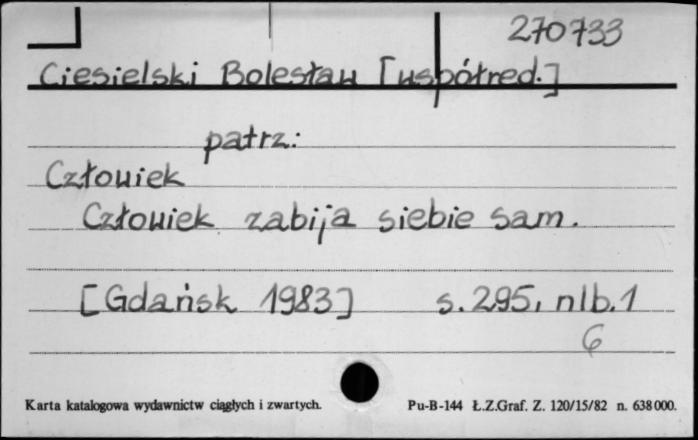 270733
Ciesielski Bolesław [współred.]
patrz:
Człowiek
Człowiek zabija siebie sam.
[Gdańsk 1983] s. 295, nlb. 1
6
Karta katalogowa wydawnictw ciągłych i zwartych. Pu-B-144 Ł.Z.Graf. Z. 120/15/82 n. 638 000.